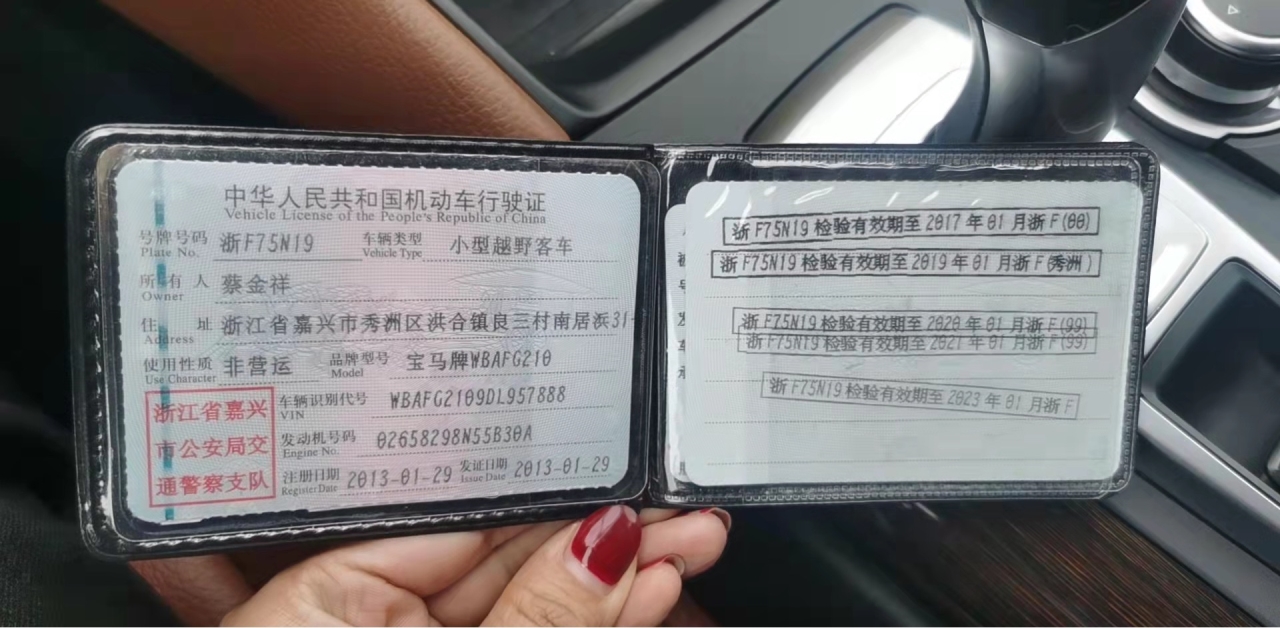 中华人民共和国机动车行驶证
Vehicle License of the People's Republic of China
号牌号码 浙F75N19 车辆类型 小型越野客车
Plate No. Vehicle Type
所有人 蔡金祥
Owner
住址 浙江省嘉兴市秀洲区洪合镇良三村南居浜31
Address
使用性质 非营运 品牌型号 宝马牌WBAFG210
Use Character Model
浙江省嘉兴
市公安局交
通警察支队
车辆识别代号 WBAFG2109DL957888
VIN
发动机号码 02658298N55B30A
Engine No.
注册日期 2013-01-29 发证日期 2013-01-29
Register Date Issue Date
浙F75N19 检验有效期至 2017 年 01 月浙 F(00)
浙F75N19 检验有效期至 2019 年 01 月浙 F(秀洲)
浙F75N19 检验有效期至 2020 年 01 月浙 F(99)
浙F75N19 检验有效期至 2021 年 01 月浙 F(99)
浙F75N19 检验有效期至 2023 年 01 月浙 F